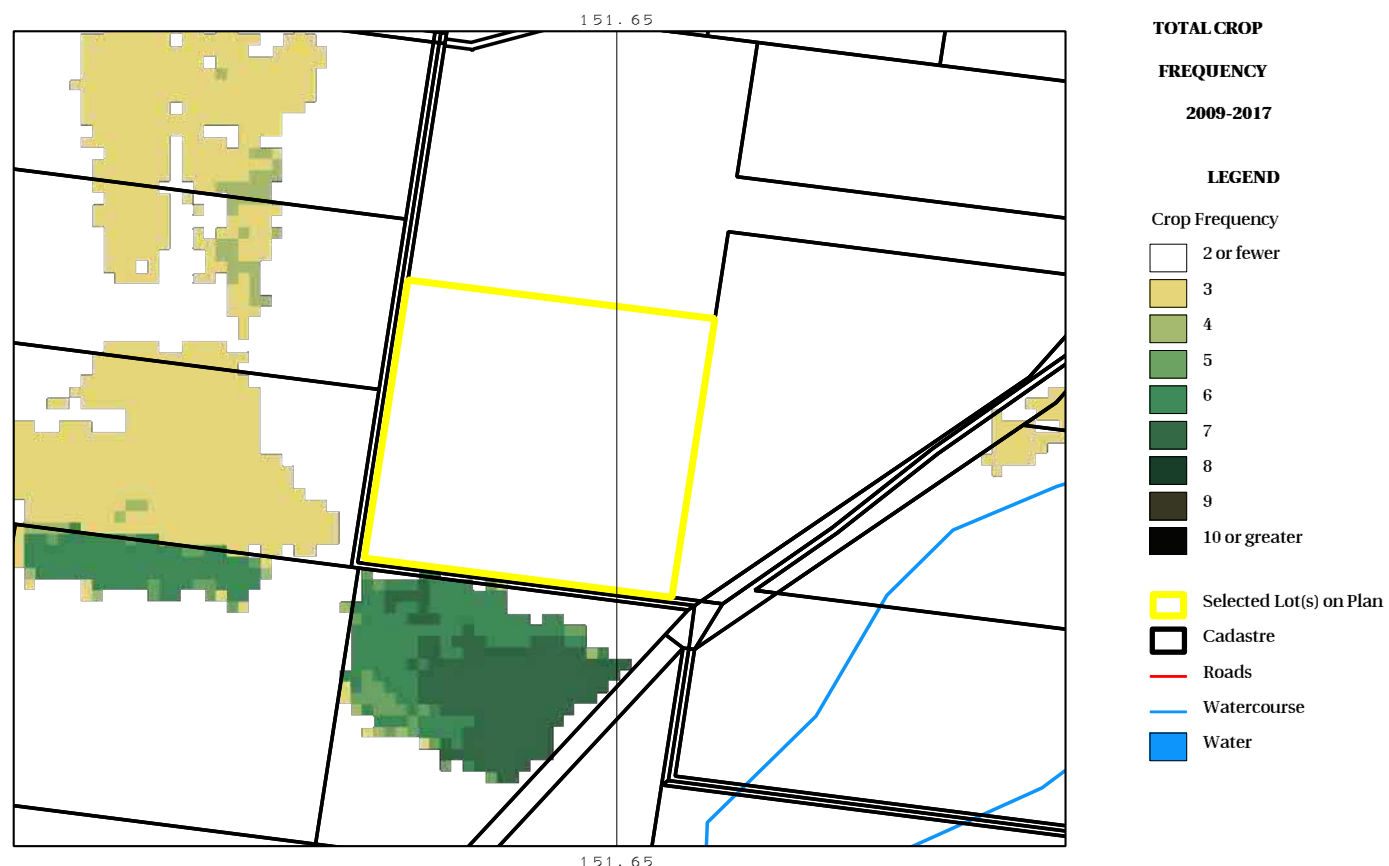 151.65
TOTAL CROP
FREQUENCY
2009-2017
LEGEND
Crop Frequency
2 or fewer
3
4
5
6
7
8
9
10 or greater
Selected Lot(s) on Plan
Cadastre
Roads
Watercourse
Water
151.65